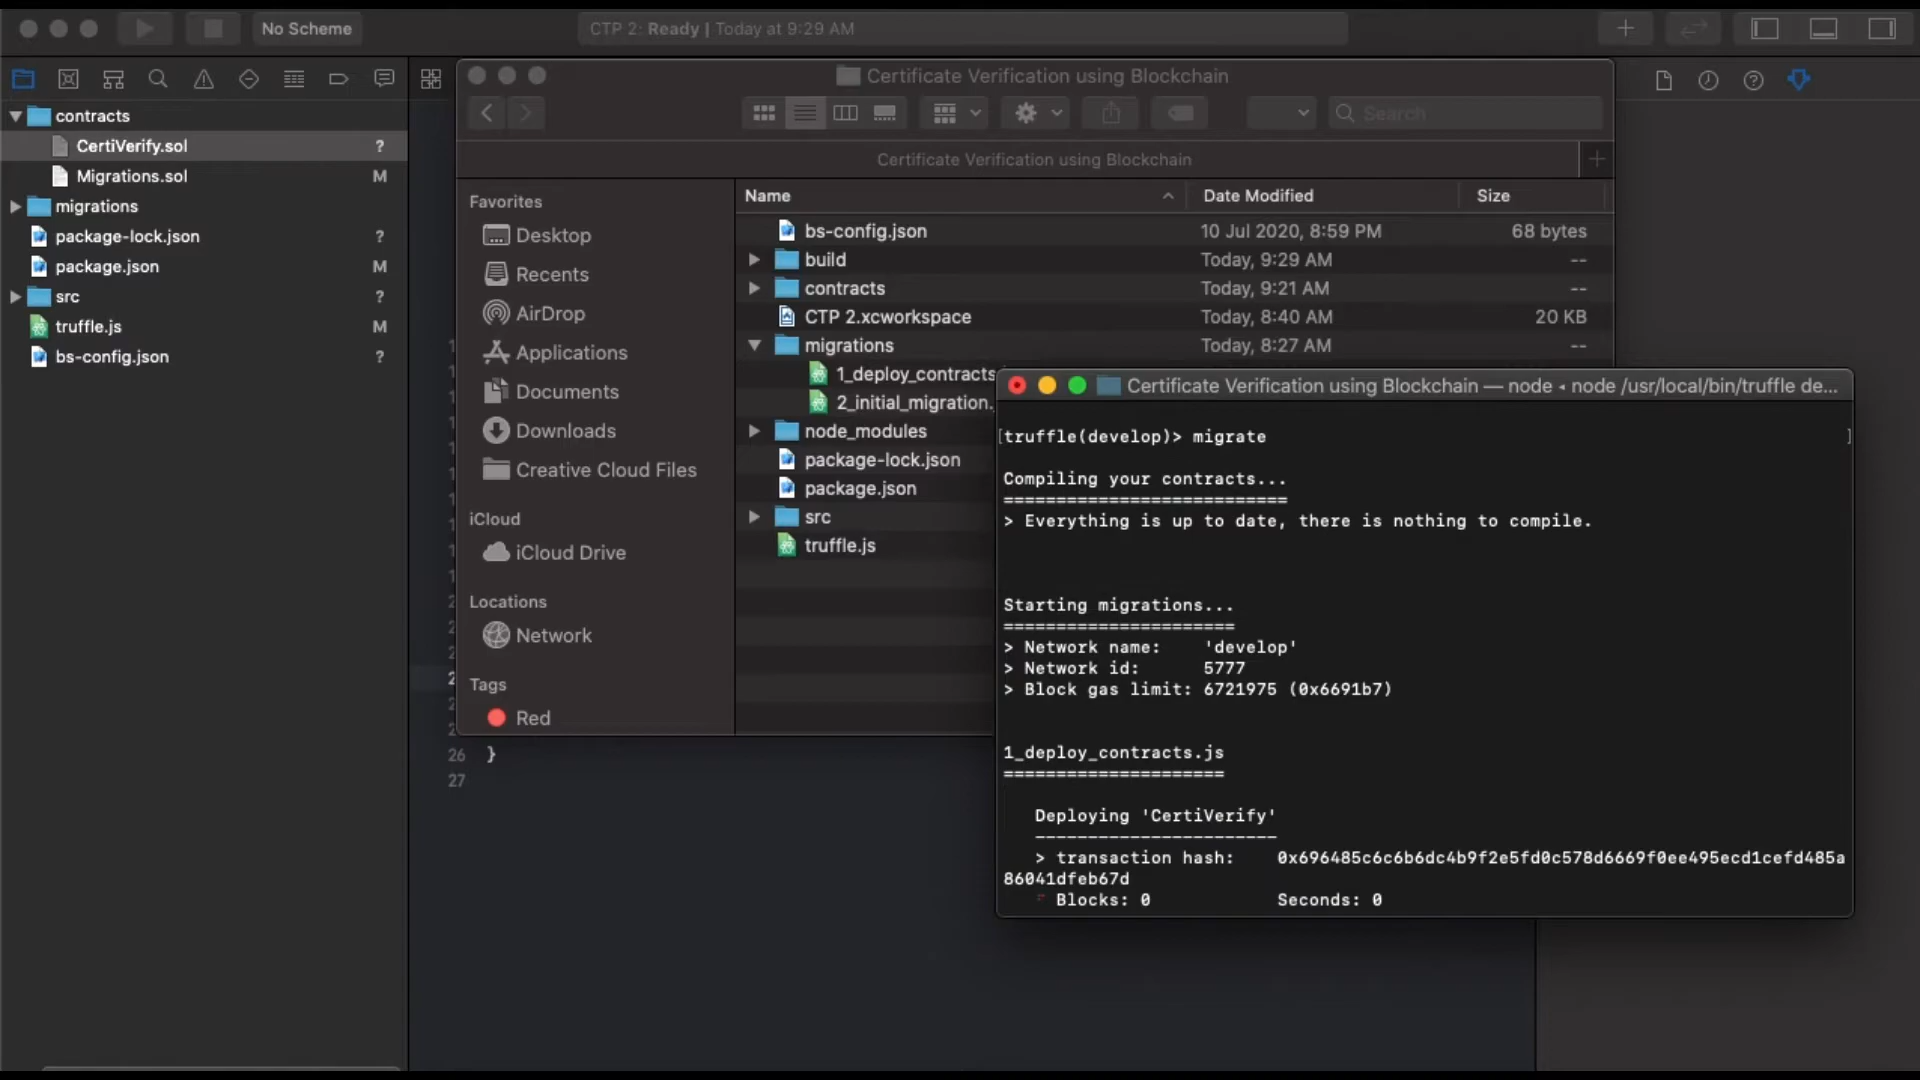 No Scheme
CTP 2: Ready | Today at 9:29 AM
contracts
CertiVerify.sol ?
Migrations.sol M
migrations
package-lock.json ?
package.json M
src ?
truffle.js M
bs-config.json ?
Certificate Verification using Blockchain
Search
Certificate Verification using Blockchain
Favorites
Desktop
Recents
AirDrop
Applications
Documents
Downloads
Creative Cloud Files
iCloud
iCloud Drive
Locations
Network
Tags
Red
Name Date Modified Size
bs-config.json 10 Jul 2020, 8:59 PM 68 bytes
build Today, 9:29 AM --
contracts Today, 9:21 AM --
CTP 2.xcworkspace Today, 8:40 AM 20 KB
migrations Today, 8:27 AM --
1_deploy_contracts
2_initial_migration.
node_modules
package-lock.json
package.json
src
truffle.js
26 }
27
Certificate Verification using Blockchain — node ◂ node /usr/local/bin/truffle de...
[truffle(develop)> migrate ]
Compiling your contracts...
===========================
> Everything is up to date, there is nothing to compile.
Starting migrations...
======================
> Network name: 'develop'
> Network id: 5777
> Block gas limit: 6721975 (0x6691b7)
1_deploy_contracts.js
=====================
Deploying 'CertiVerify'
-----------------------
> transaction hash: 0x696485c6c6b6dc4b9f2e5fd0c578d6669f0ee495ecd1cefd485a
86041dfeb67d
Blocks: 0 Seconds: 0